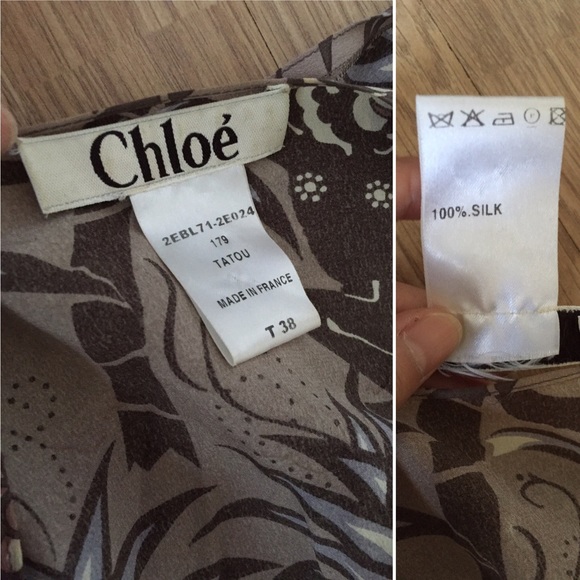 Chloé
2EBL71-2E024
179
TATOU
MADE IN FRANCE
T 38
100%.SILK